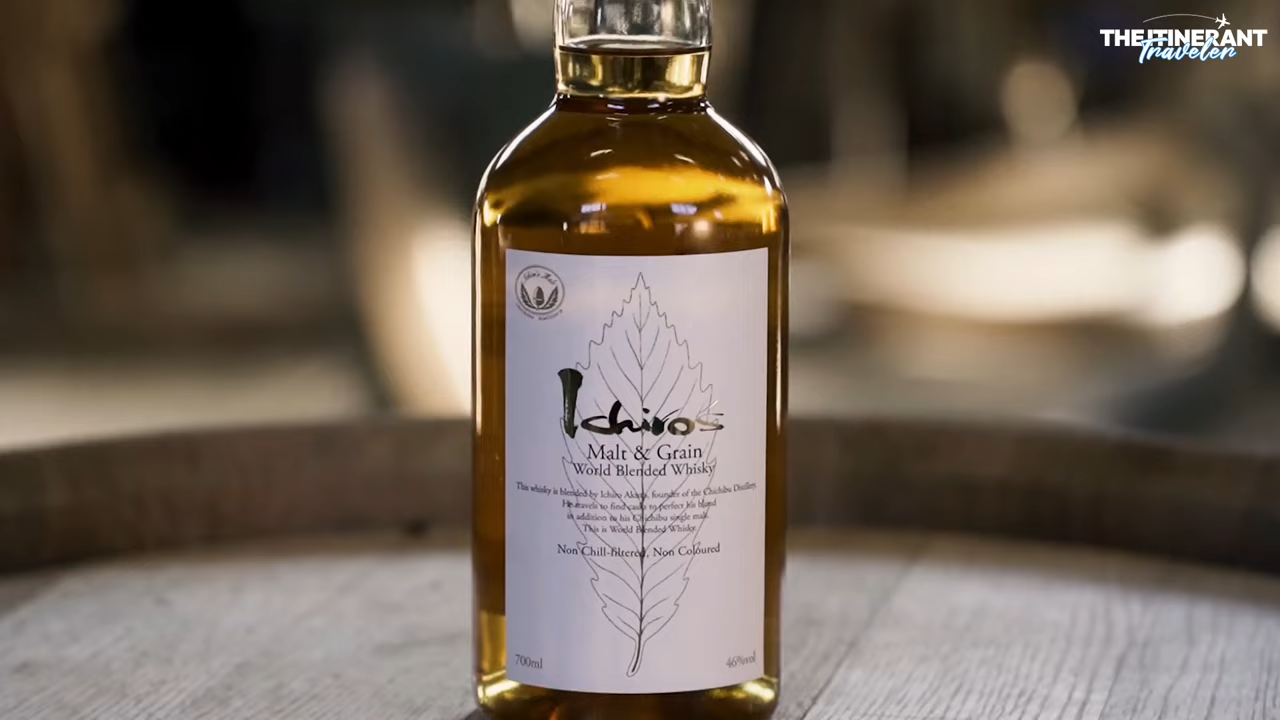 THE ITINERANT
Traveler
Ichiro's
Malt & Grain
World Blended Whisky
This whisky is blended by Ichiro Akuto, founder of the Chichibu Distillery.
He travels to find casks to perfect his blend
in addition to his Chichibu single malt.
This is World Blended Whisky.
Non Chill-filtered, Non Coloured
700ml
46%vol